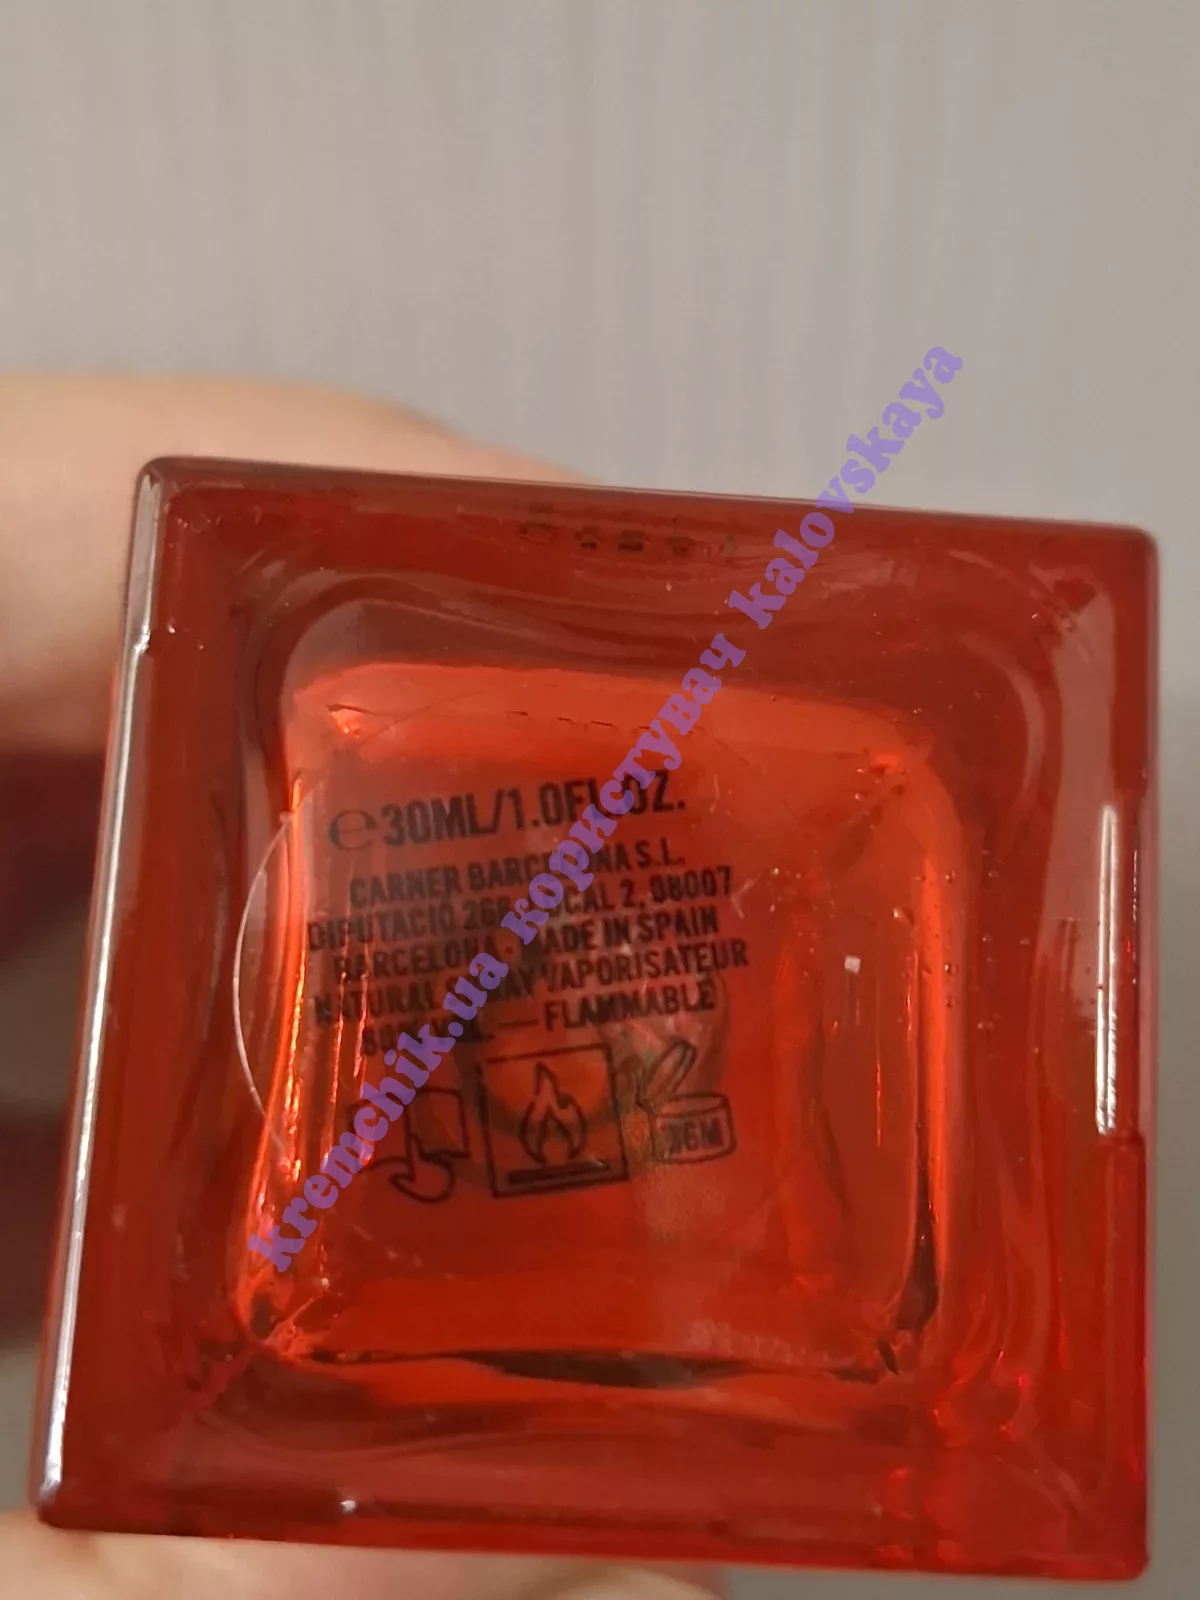 ℮30ML/1.0FL.OZ.
CARNER BARCELONA S.L.
DIPUTACIÓ 266 LOCAL 2, 08007
BARCELONA · MADE IN SPAIN
NATURAL SPRAY VAPORISATEUR
— FLAMMABLE
36M
kremchik.ua користувач kalovskaya